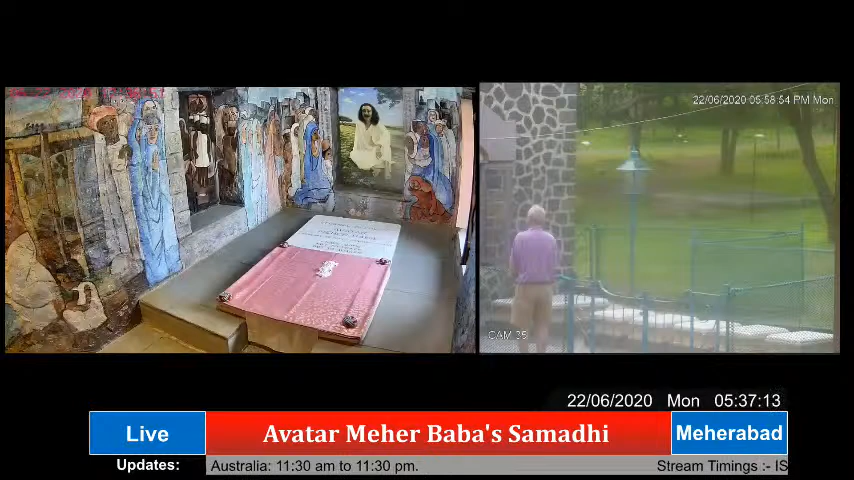 22/06/2020 05:58:54 PM Mon
CAM 35
22/06/2020 Mon 05:37:13
Live
Avatar Meher Baba's Samadhi
Meherabad
Updates:
Australia: 11:30 am to 11:30 pm.
Stream Timings :- IS